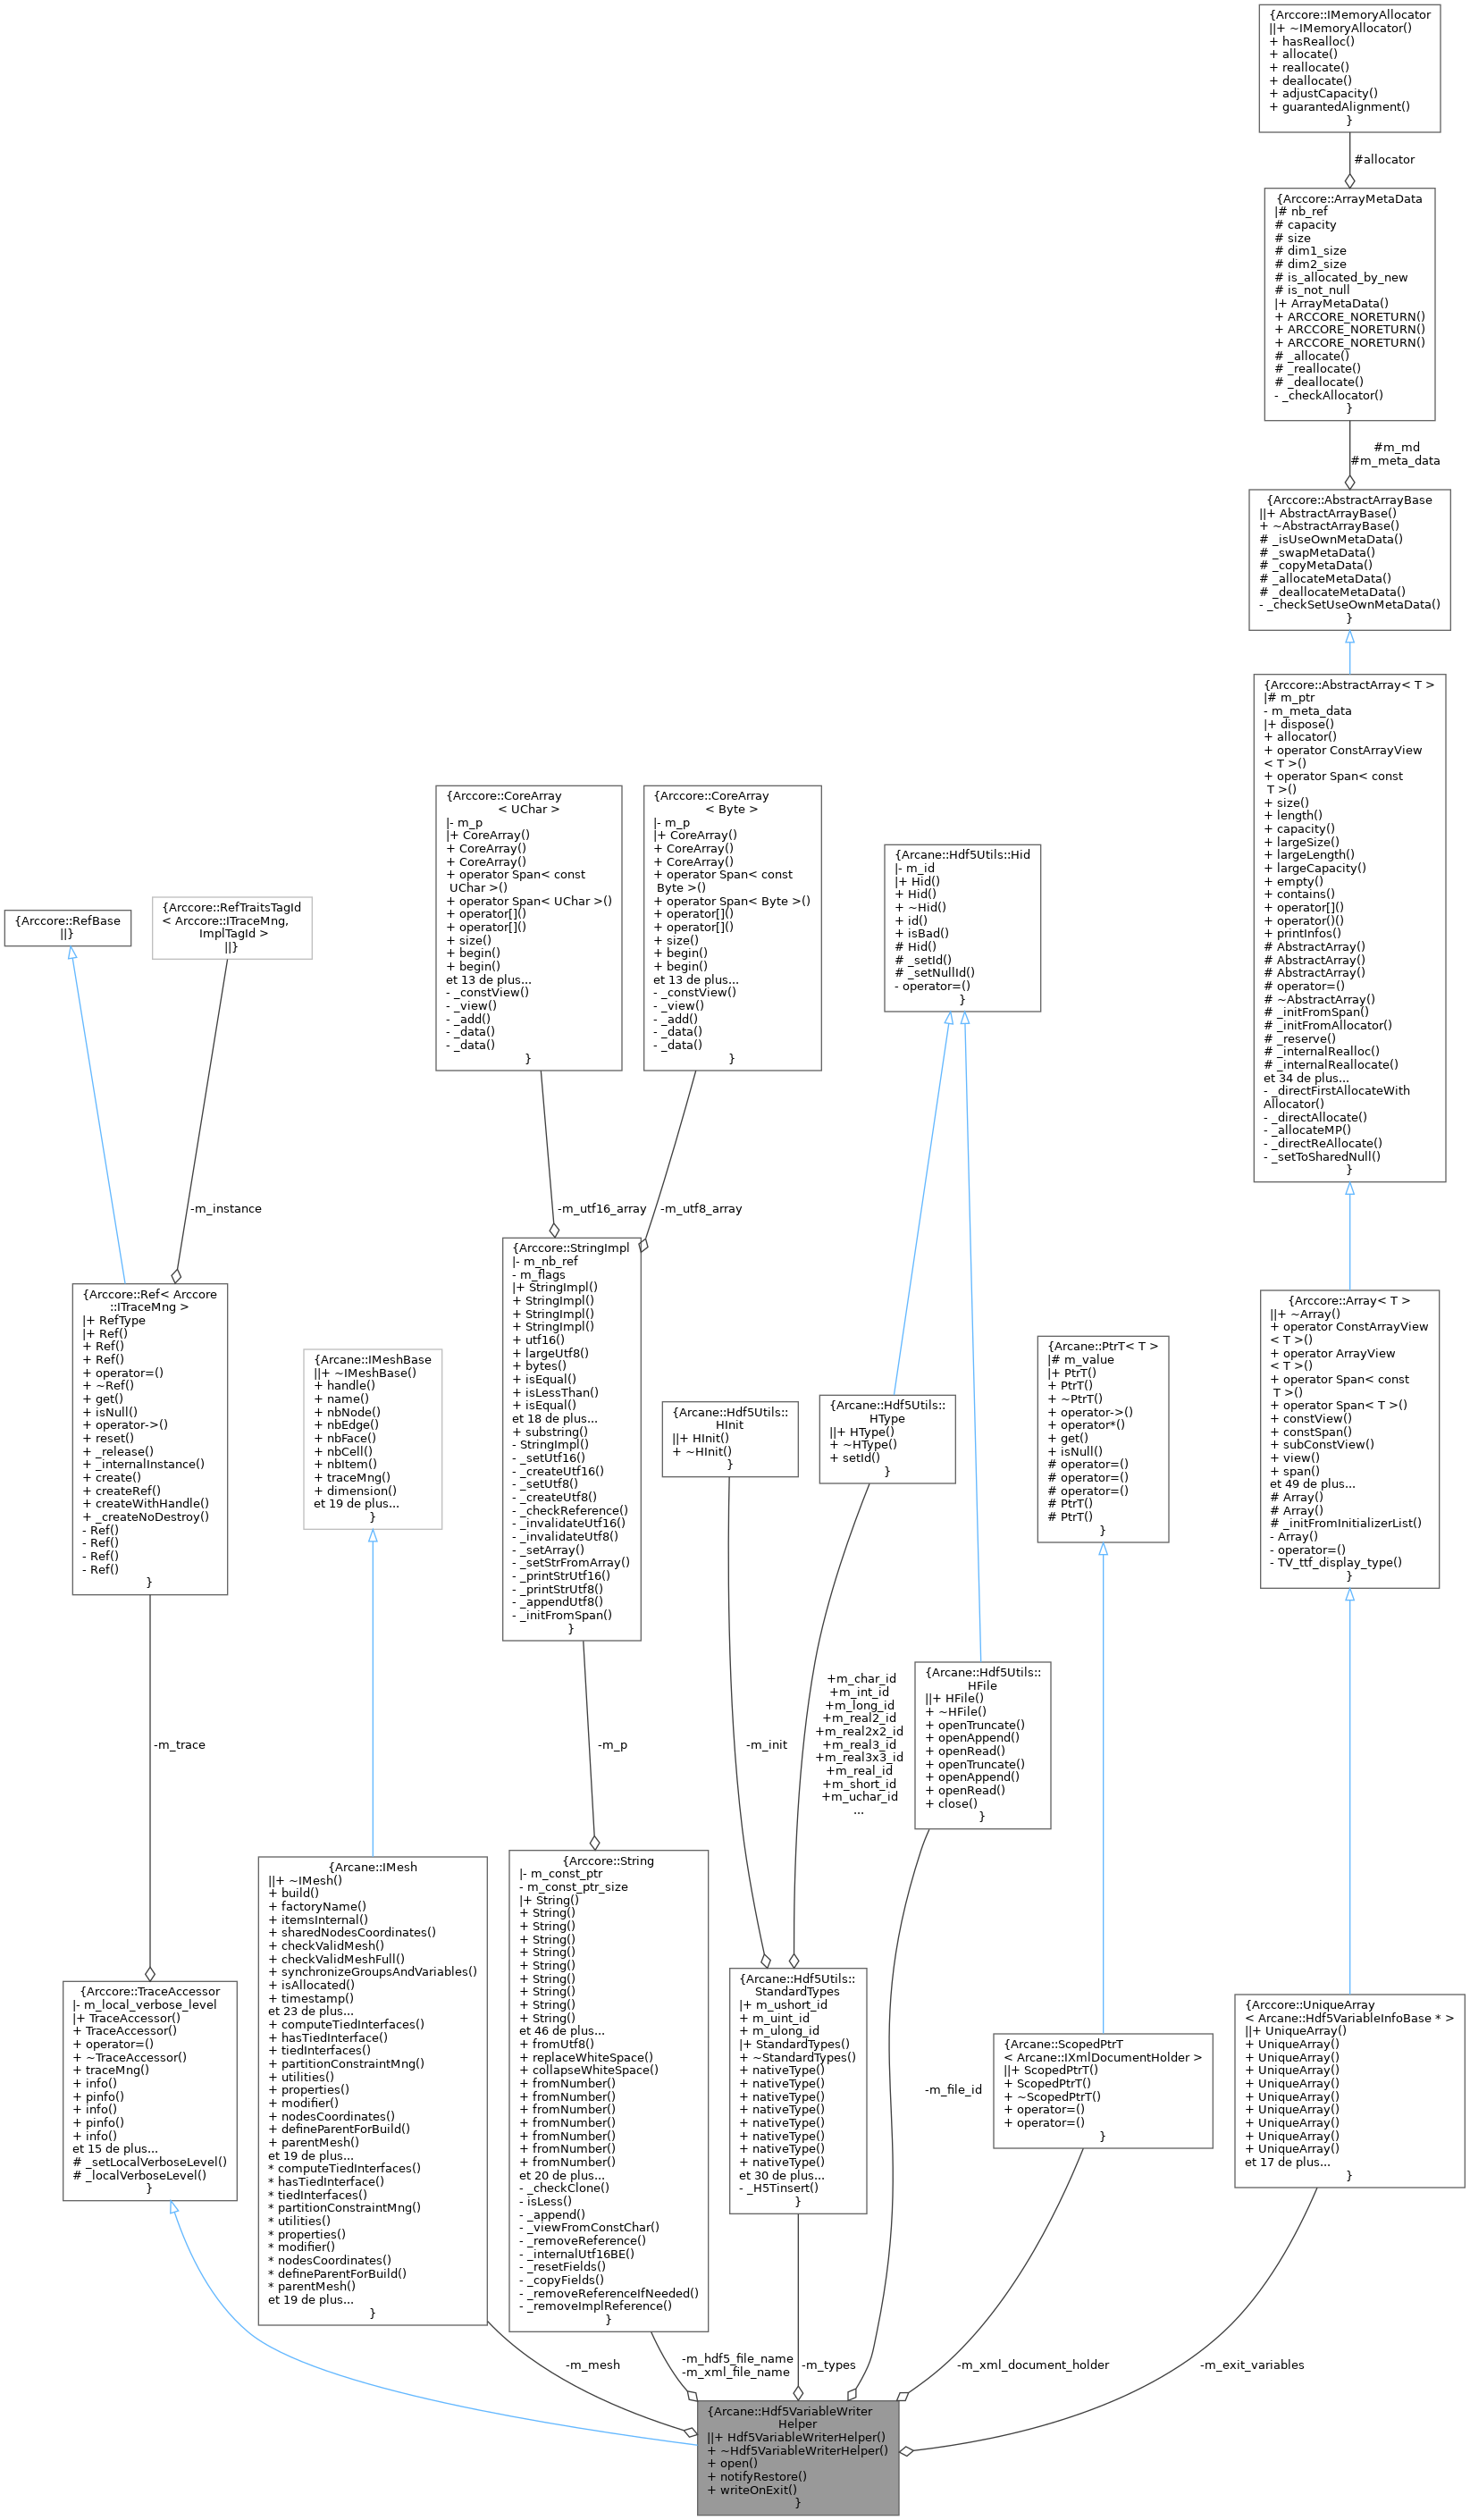 {Arccore::IMemoryAllocator
||+ ~IMemoryAllocator()
+ hasRealloc()
+ allocate()
+ reallocate()
+ deallocate()
+ adjustCapacity()
+ guarantedAlignment()
}
#allocator
{Arccore::ArrayMetaData
|# nb_ref
# capacity
# size
# dim1_size
# dim2_size
# is_allocated_by_new
# is_not_null
|+ ArrayMetaData()
+ ARCCORE_NORETURN()
+ ARCCORE_NORETURN()
+ ARCCORE_NORETURN()
# _allocate()
# _reallocate()
# _deallocate()
- _checkAllocator()
}
#m_md
#m_meta_data
{Arccore::AbstractArrayBase
||+ AbstractArrayBase()
+ ~AbstractArrayBase()
# _isUseOwnMetaData()
# _swapMetaData()
# _copyMetaData()
# _allocateMetaData()
# _deallocateMetaData()
- _checkSetUseOwnMetaData()
}
{Arccore::AbstractArray< T >
|# m_ptr
- m_meta_data
|+ dispose()
+ allocator()
+ operator ConstArrayView
< T >()
+ operator Span< const
T >()
+ size()
+ length()
+ capacity()
+ largeSize()
+ largeLength()
+ largeCapacity()
+ empty()
+ contains()
+ operator[]()
+ operator()()
+ printInfos()
# AbstractArray()
# AbstractArray()
# AbstractArray()
# operator=()
# ~AbstractArray()
# _initFromSpan()
# _initFromAllocator()
# _reserve()
# _internalRealloc()
# _internalReallocate()
et 34 de plus...
- _directFirstAllocateWith
Allocator()
- _directAllocate()
- _allocateMP()
- _directReAllocate()
- _setToSharedNull()
}
{Arccore::CoreArray
< UChar >
|- m_p
|+ CoreArray()
+ CoreArray()
+ CoreArray()
+ operator Span< const
UChar >()
+ operator Span< UChar >()
+ operator[]()
+ operator[]()
+ size()
+ begin()
+ begin()
et 13 de plus...
- _constView()
- _view()
- _add()
- _data()
- _data()
}
{Arccore::CoreArray
< Byte >
|- m_p
|+ CoreArray()
+ CoreArray()
+ CoreArray()
+ operator Span< const
Byte >()
+ operator Span< Byte >()
+ operator[]()
+ operator[]()
+ size()
+ begin()
+ begin()
et 13 de plus...
- _constView()
- _view()
- _add()
- _data()
- _data()
}
{Arcane::Hdf5Utils::Hid
|- m_id
|+ Hid()
+ Hid()
+ ~Hid()
+ id()
+ isBad()
# Hid()
# _setId()
# _setNullId()
- operator=()
}
{Arccore::RefBase
||}
{Arccore::RefTraitsTagId
< Arccore::ITraceMng,
ImplTagId >
||}
-m_instance
-m_utf16_array
-m_utf8_array
{Arccore::Ref< Arccore
::ITraceMng >
|+ RefType
|+ Ref()
+ Ref()
+ Ref()
+ operator=()
+ ~Ref()
+ get()
+ isNull()
+ operator->()
+ reset()
+ _release()
+ _internalInstance()
+ create()
+ createRef()
+ createWithHandle()
+ _createNoDestroy()
- Ref()
- Ref()
- Ref()
- Ref()
}
{Arcane::IMeshBase
||+ ~IMeshBase()
+ handle()
+ name()
+ nbNode()
+ nbEdge()
+ nbFace()
+ nbCell()
+ nbItem()
+ traceMng()
+ dimension()
et 19 de plus...
}
{Arccore::StringImpl
|- m_nb_ref
- m_flags
|+ StringImpl()
+ StringImpl()
+ StringImpl()
+ StringImpl()
+ utf16()
+ largeUtf8()
+ bytes()
+ isEqual()
+ isLessThan()
+ isEqual()
et 18 de plus...
+ substring()
- StringImpl()
- _setUtf16()
- _createUtf16()
- _setUtf8()
- _createUtf8()
- _checkReference()
- _invalidateUtf16()
- _invalidateUtf8()
- _setArray()
- _setStrFromArray()
- _printStrUtf16()
- _printStrUtf8()
- _appendUtf8()
- _initFromSpan()
}
{Arcane::Hdf5Utils::
HInit
||+ HInit()
+ ~HInit()
}
{Arcane::Hdf5Utils::
HType
||+ HType()
+ ~HType()
+ setId()
}
{Arcane::PtrT< T >
|# m_value
|+ PtrT()
+ PtrT()
+ ~PtrT()
+ operator->()
+ operator*()
+ get()
+ isNull()
# operator=()
# operator=()
# operator=()
# PtrT()
# PtrT()
}
{Arccore::Array< T >
||+ ~Array()
+ operator ConstArrayView
< T >()
+ operator ArrayView
< T >()
+ operator Span< const
T >()
+ operator Span< T >()
+ constView()
+ constSpan()
+ subConstView()
+ view()
+ span()
et 49 de plus...
# Array()
# Array()
# _initFromInitializerList()
- Array()
- operator=()
- TV_ttf_display_type()
}
-m_trace
-m_p
-m_init
+m_char_id
+m_int_id
+m_long_id
+m_real2_id
+m_real2x2_id
+m_real3_id
+m_real3x3_id
+m_real_id
+m_short_id
+m_uchar_id
...
{Arcane::Hdf5Utils::
HFile
||+ HFile()
+ ~HFile()
+ openTruncate()
+ openAppend()
+ openRead()
+ openTruncate()
+ openAppend()
+ openRead()
+ close()
}
{Arccore::TraceAccessor
|- m_local_verbose_level
|+ TraceAccessor()
+ TraceAccessor()
+ operator=()
+ ~TraceAccessor()
+ traceMng()
+ info()
+ pinfo()
+ info()
+ pinfo()
+ info()
et 15 de plus...
# _setLocalVerboseLevel()
# _localVerboseLevel()
}
{Arcane::IMesh
||+ ~IMesh()
+ build()
+ factoryName()
+ itemsInternal()
+ sharedNodesCoordinates()
+ checkValidMesh()
+ checkValidMeshFull()
+ synchronizeGroupsAndVariables()
+ isAllocated()
+ timestamp()
et 23 de plus...
+ computeTiedInterfaces()
+ hasTiedInterface()
+ tiedInterfaces()
+ partitionConstraintMng()
+ utilities()
+ properties()
+ modifier()
+ nodesCoordinates()
+ defineParentForBuild()
+ parentMesh()
et 19 de plus...
* computeTiedInterfaces()
* hasTiedInterface()
* tiedInterfaces()
* partitionConstraintMng()
* utilities()
* properties()
* modifier()
* nodesCoordinates()
* defineParentForBuild()
* parentMesh()
et 19 de plus...
}
{Arccore::String
|- m_const_ptr
- m_const_ptr_size
|+ String()
+ String()
+ String()
+ String()
+ String()
+ String()
+ String()
+ String()
+ String()
+ String()
et 46 de plus...
+ fromUtf8()
+ replaceWhiteSpace()
+ collapseWhiteSpace()
+ fromNumber()
+ fromNumber()
+ fromNumber()
+ fromNumber()
+ fromNumber()
+ fromNumber()
+ fromNumber()
et 20 de plus...
- _checkClone()
- isLess()
- _append()
- _viewFromConstChar()
- _removeReference()
- _internalUtf16BE()
- _resetFields()
- _copyFields()
- _removeReferenceIfNeeded()
- _removeImplReference()
}
{Arcane::Hdf5Utils::
StandardTypes
|+ m_ushort_id
+ m_uint_id
+ m_ulong_id
|+ StandardTypes()
+ ~StandardTypes()
+ nativeType()
+ nativeType()
+ nativeType()
+ nativeType()
+ nativeType()
+ nativeType()
+ nativeType()
+ nativeType()
et 30 de plus...
- _H5Tinsert()
}
-m_file_id
{Arcane::ScopedPtrT
< Arcane::IXmlDocumentHolder >
||+ ScopedPtrT()
+ ScopedPtrT()
+ ~ScopedPtrT()
+ operator=()
+ operator=()
}
{Arccore::UniqueArray
< Arcane::Hdf5VariableInfoBase * >
||+ UniqueArray()
+ UniqueArray()
+ UniqueArray()
+ UniqueArray()
+ UniqueArray()
+ UniqueArray()
+ UniqueArray()
+ UniqueArray()
+ UniqueArray()
+ UniqueArray()
et 17 de plus...
}
-m_mesh
-m_hdf5_file_name
-m_xml_file_name
-m_types
-m_xml_document_holder
-m_exit_variables
{Arcane::Hdf5VariableWriter
Helper
||+ Hdf5VariableWriterHelper()
+ ~Hdf5VariableWriterHelper()
+ open()
+ notifyRestore()
+ writeOnExit()
}